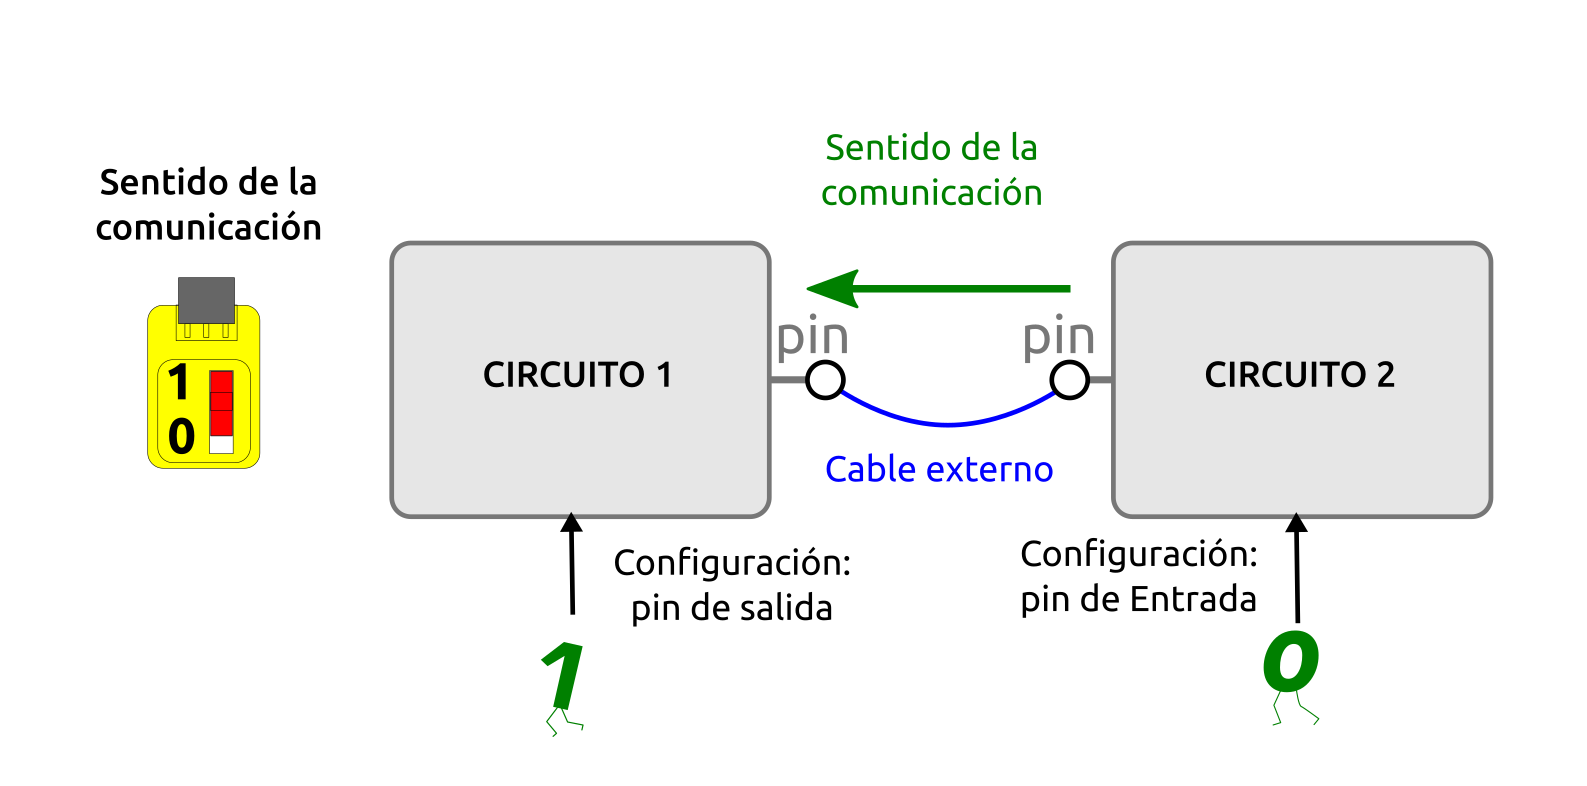 Sentido de la
comunicación
1
0
Sentido de la
comunicación
CIRCUITO 1
pin
pin
CIRCUITO 2
Cable externo
Configuración:
pin de salida
Configuración:
pin de Entrada
1
0